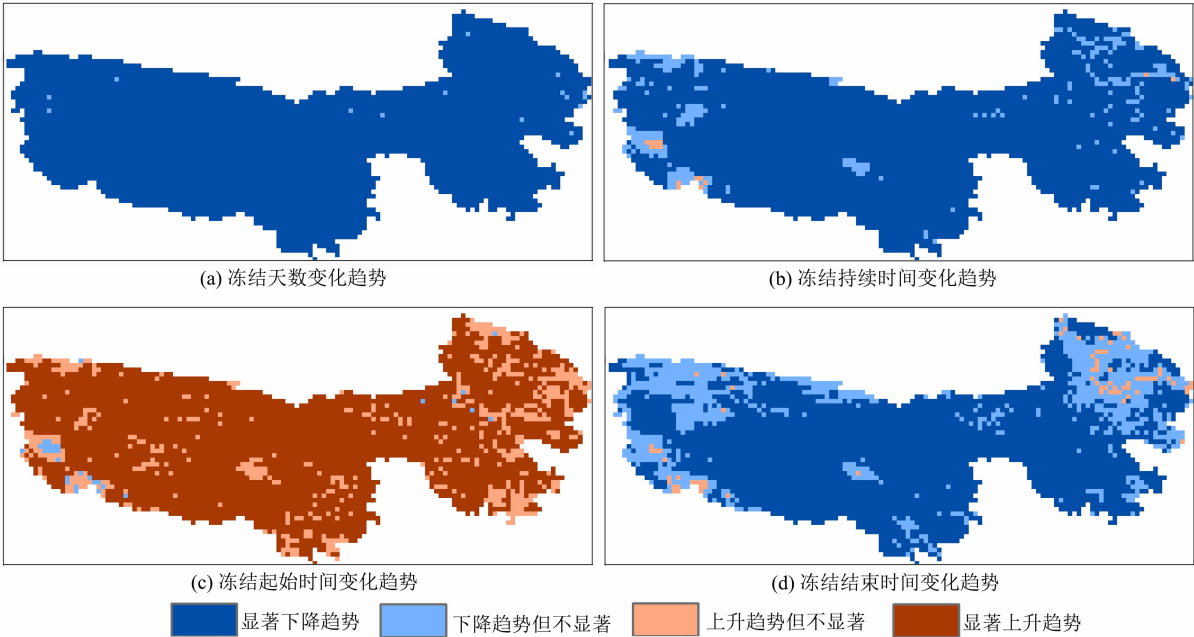 (a) 冻结天数变化趋势
(b) 冻结持续时间变化趋势
(c) 冻结起始时间变化趋势
(d) 冻结结束时间变化趋势
显著下降趋势
下降趋势但不显著
上升趋势但不显著
显著上升趋势